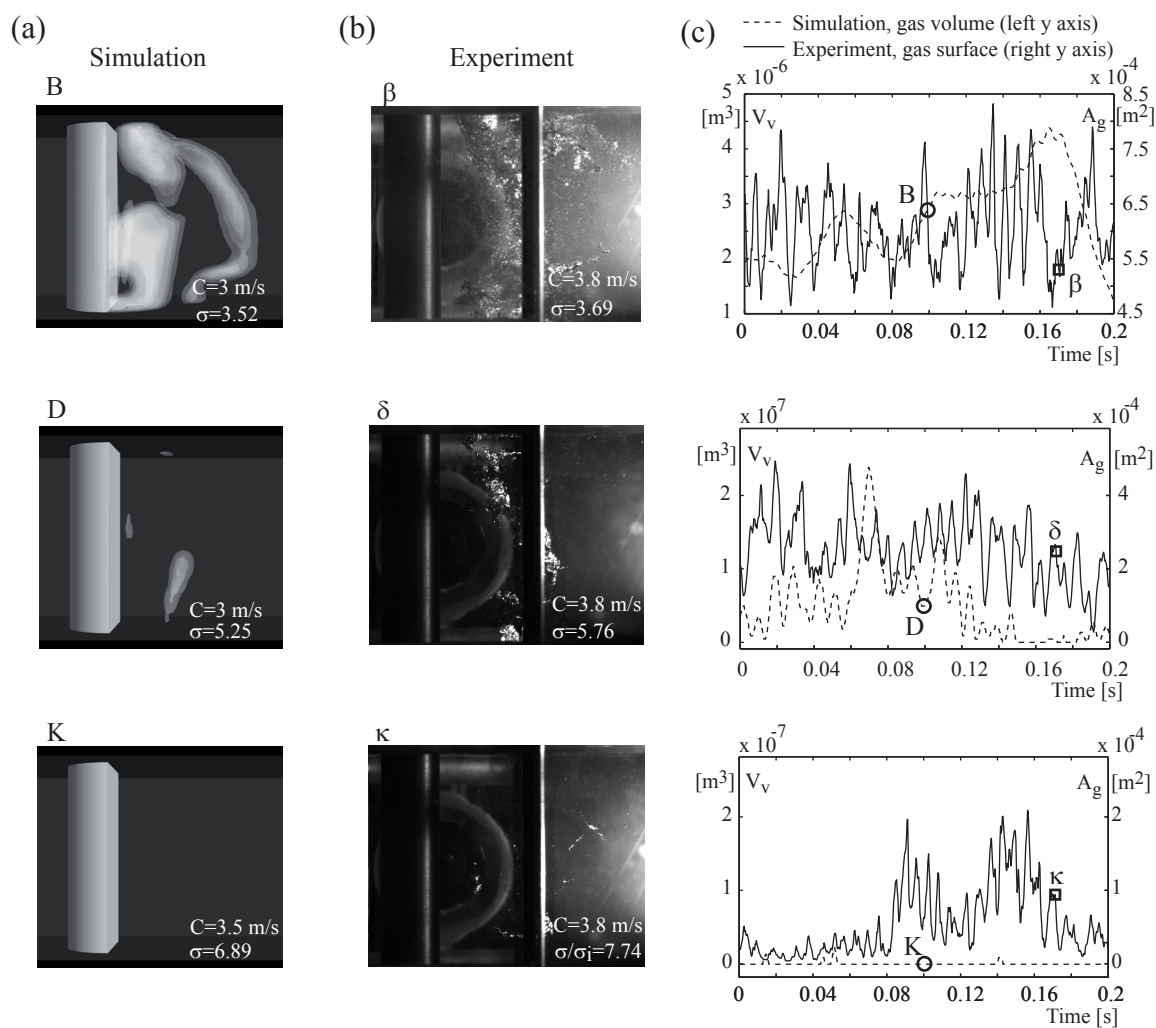 (a)
(b)
(c)
Simulation
Experiment
Simulation, gas volume (left y axis)
Experiment, gas surface (right y axis)
B
C=3 m/s
σ=3.52
β
C=3.8 m/s
σ=3.69
x 10⁻⁶
x 10⁻⁴
[m³]
Vᵥ
A_g
[m²]
5
4
3
2
1
8.5
7.5
6.5
5.5
4.5
B
β
0
0.04
0.08
0.12
0.16
0.2
Time [s]
D
C=3 m/s
σ=5.25
δ
C=3.8 m/s
σ=5.76
x 10⁻⁷
x 10⁻⁴
[m³]
Vᵥ
A_g
[m²]
2
1
0
4
2
0
δ
D
0
0.04
0.08
0.12
0.16
0.2
Time [s]
K
C=3.5 m/s
σ=6.89
κ
C=3.8 m/s
σ/σᵢ=7.74
x 10⁻⁷
x 10⁻⁴
[m³]
Vᵥ
A_g
[m²]
2
1
0
2
1
0
κ
K
0
0.04
0.08
0.12
0.16
0.2
Time [s]